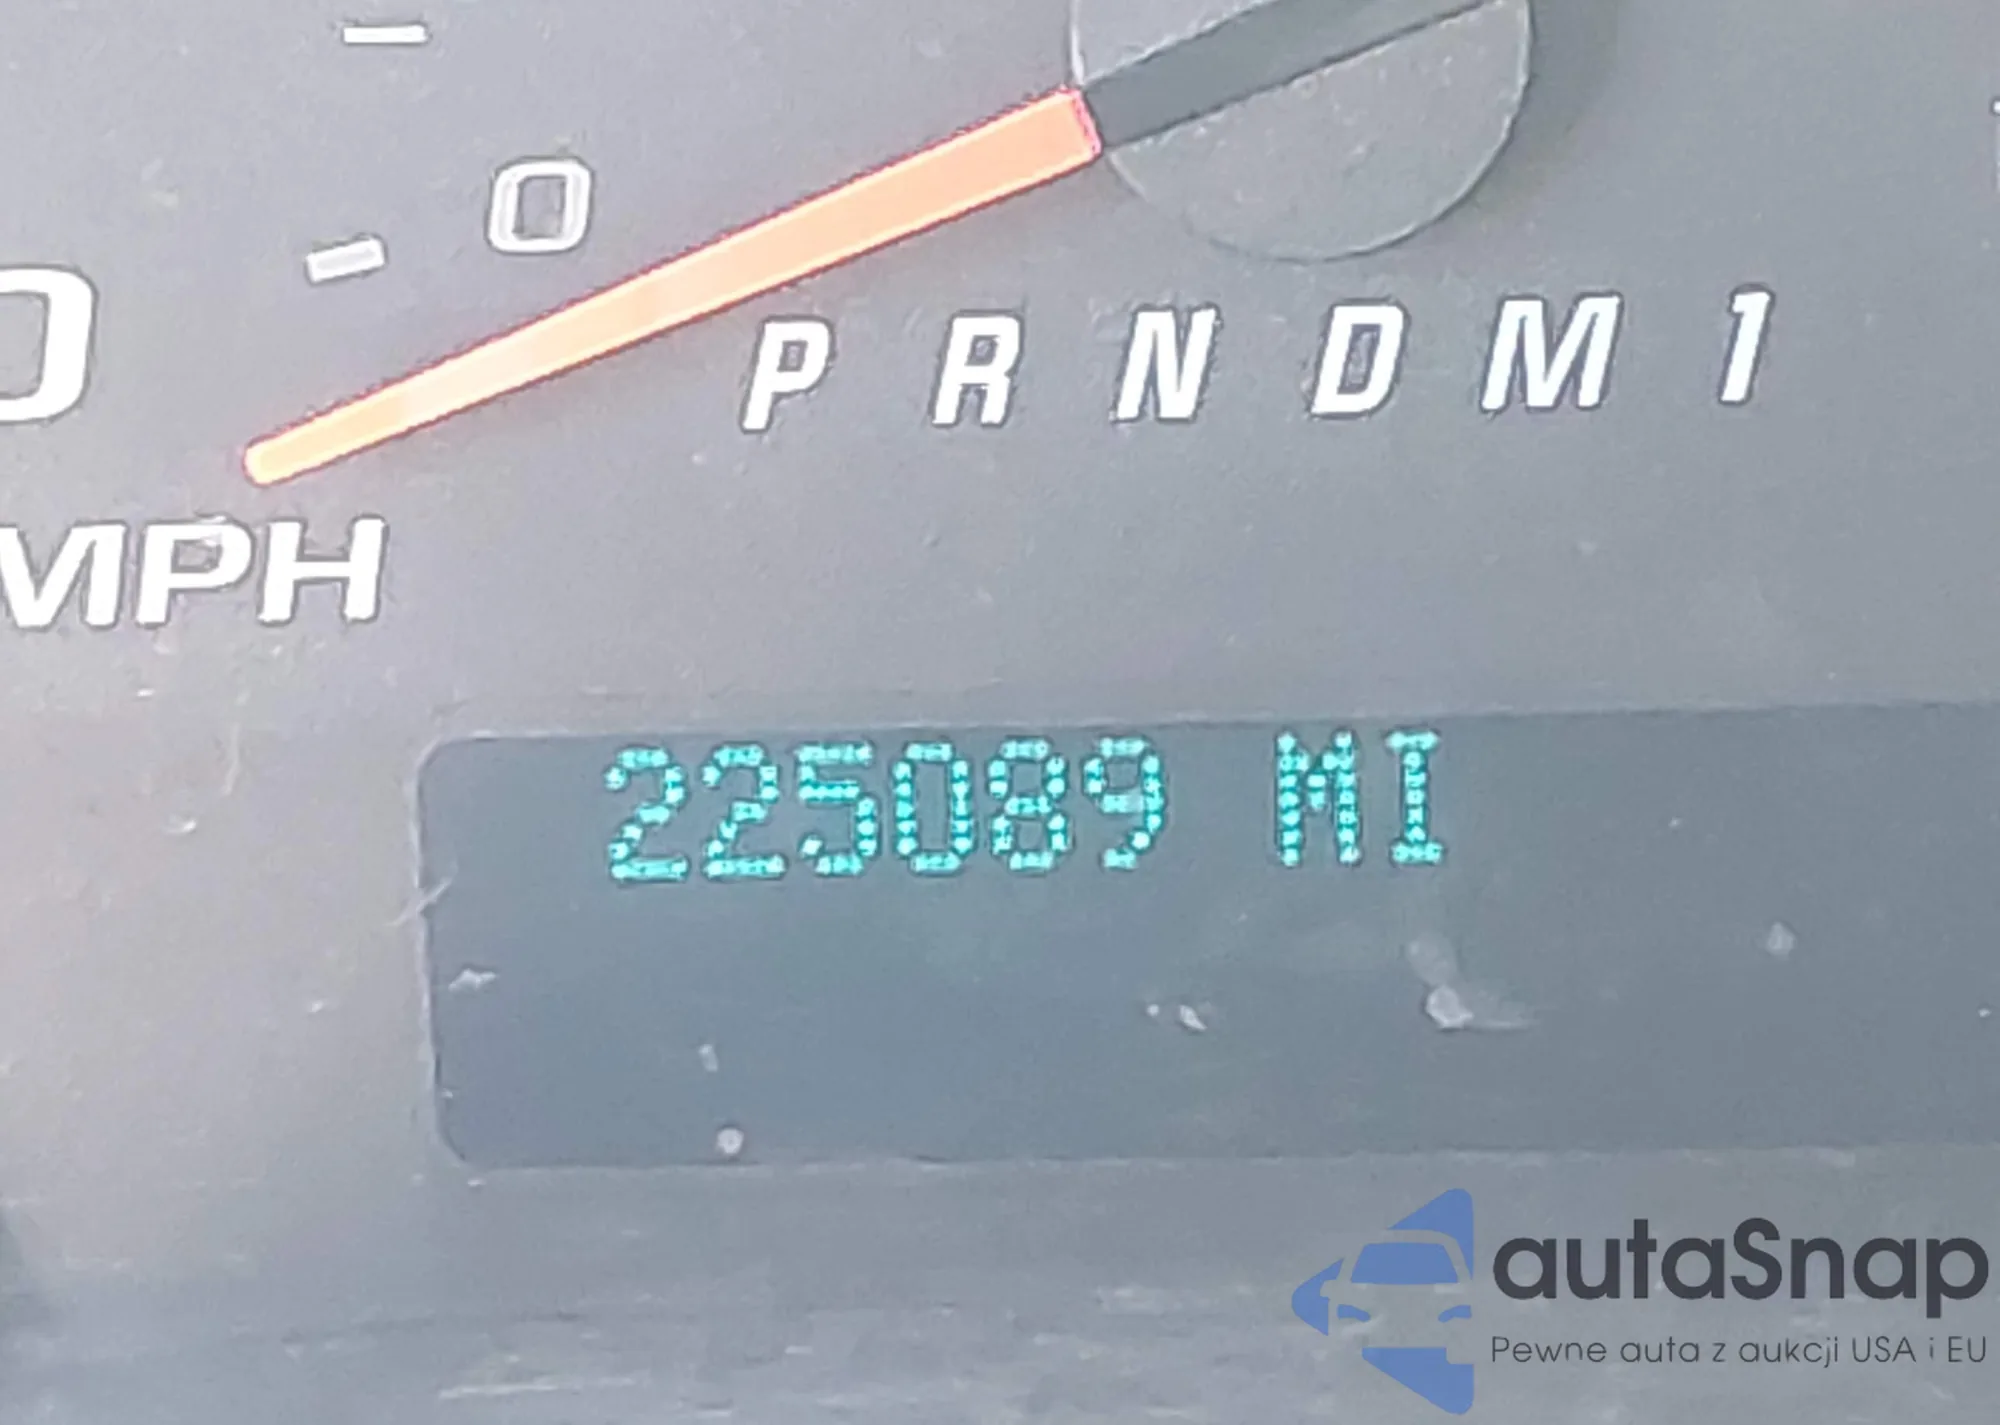 0
MPH
P R N D M 1
225089 MI
autaSnap
Pewne auta z aukcji USA i EU